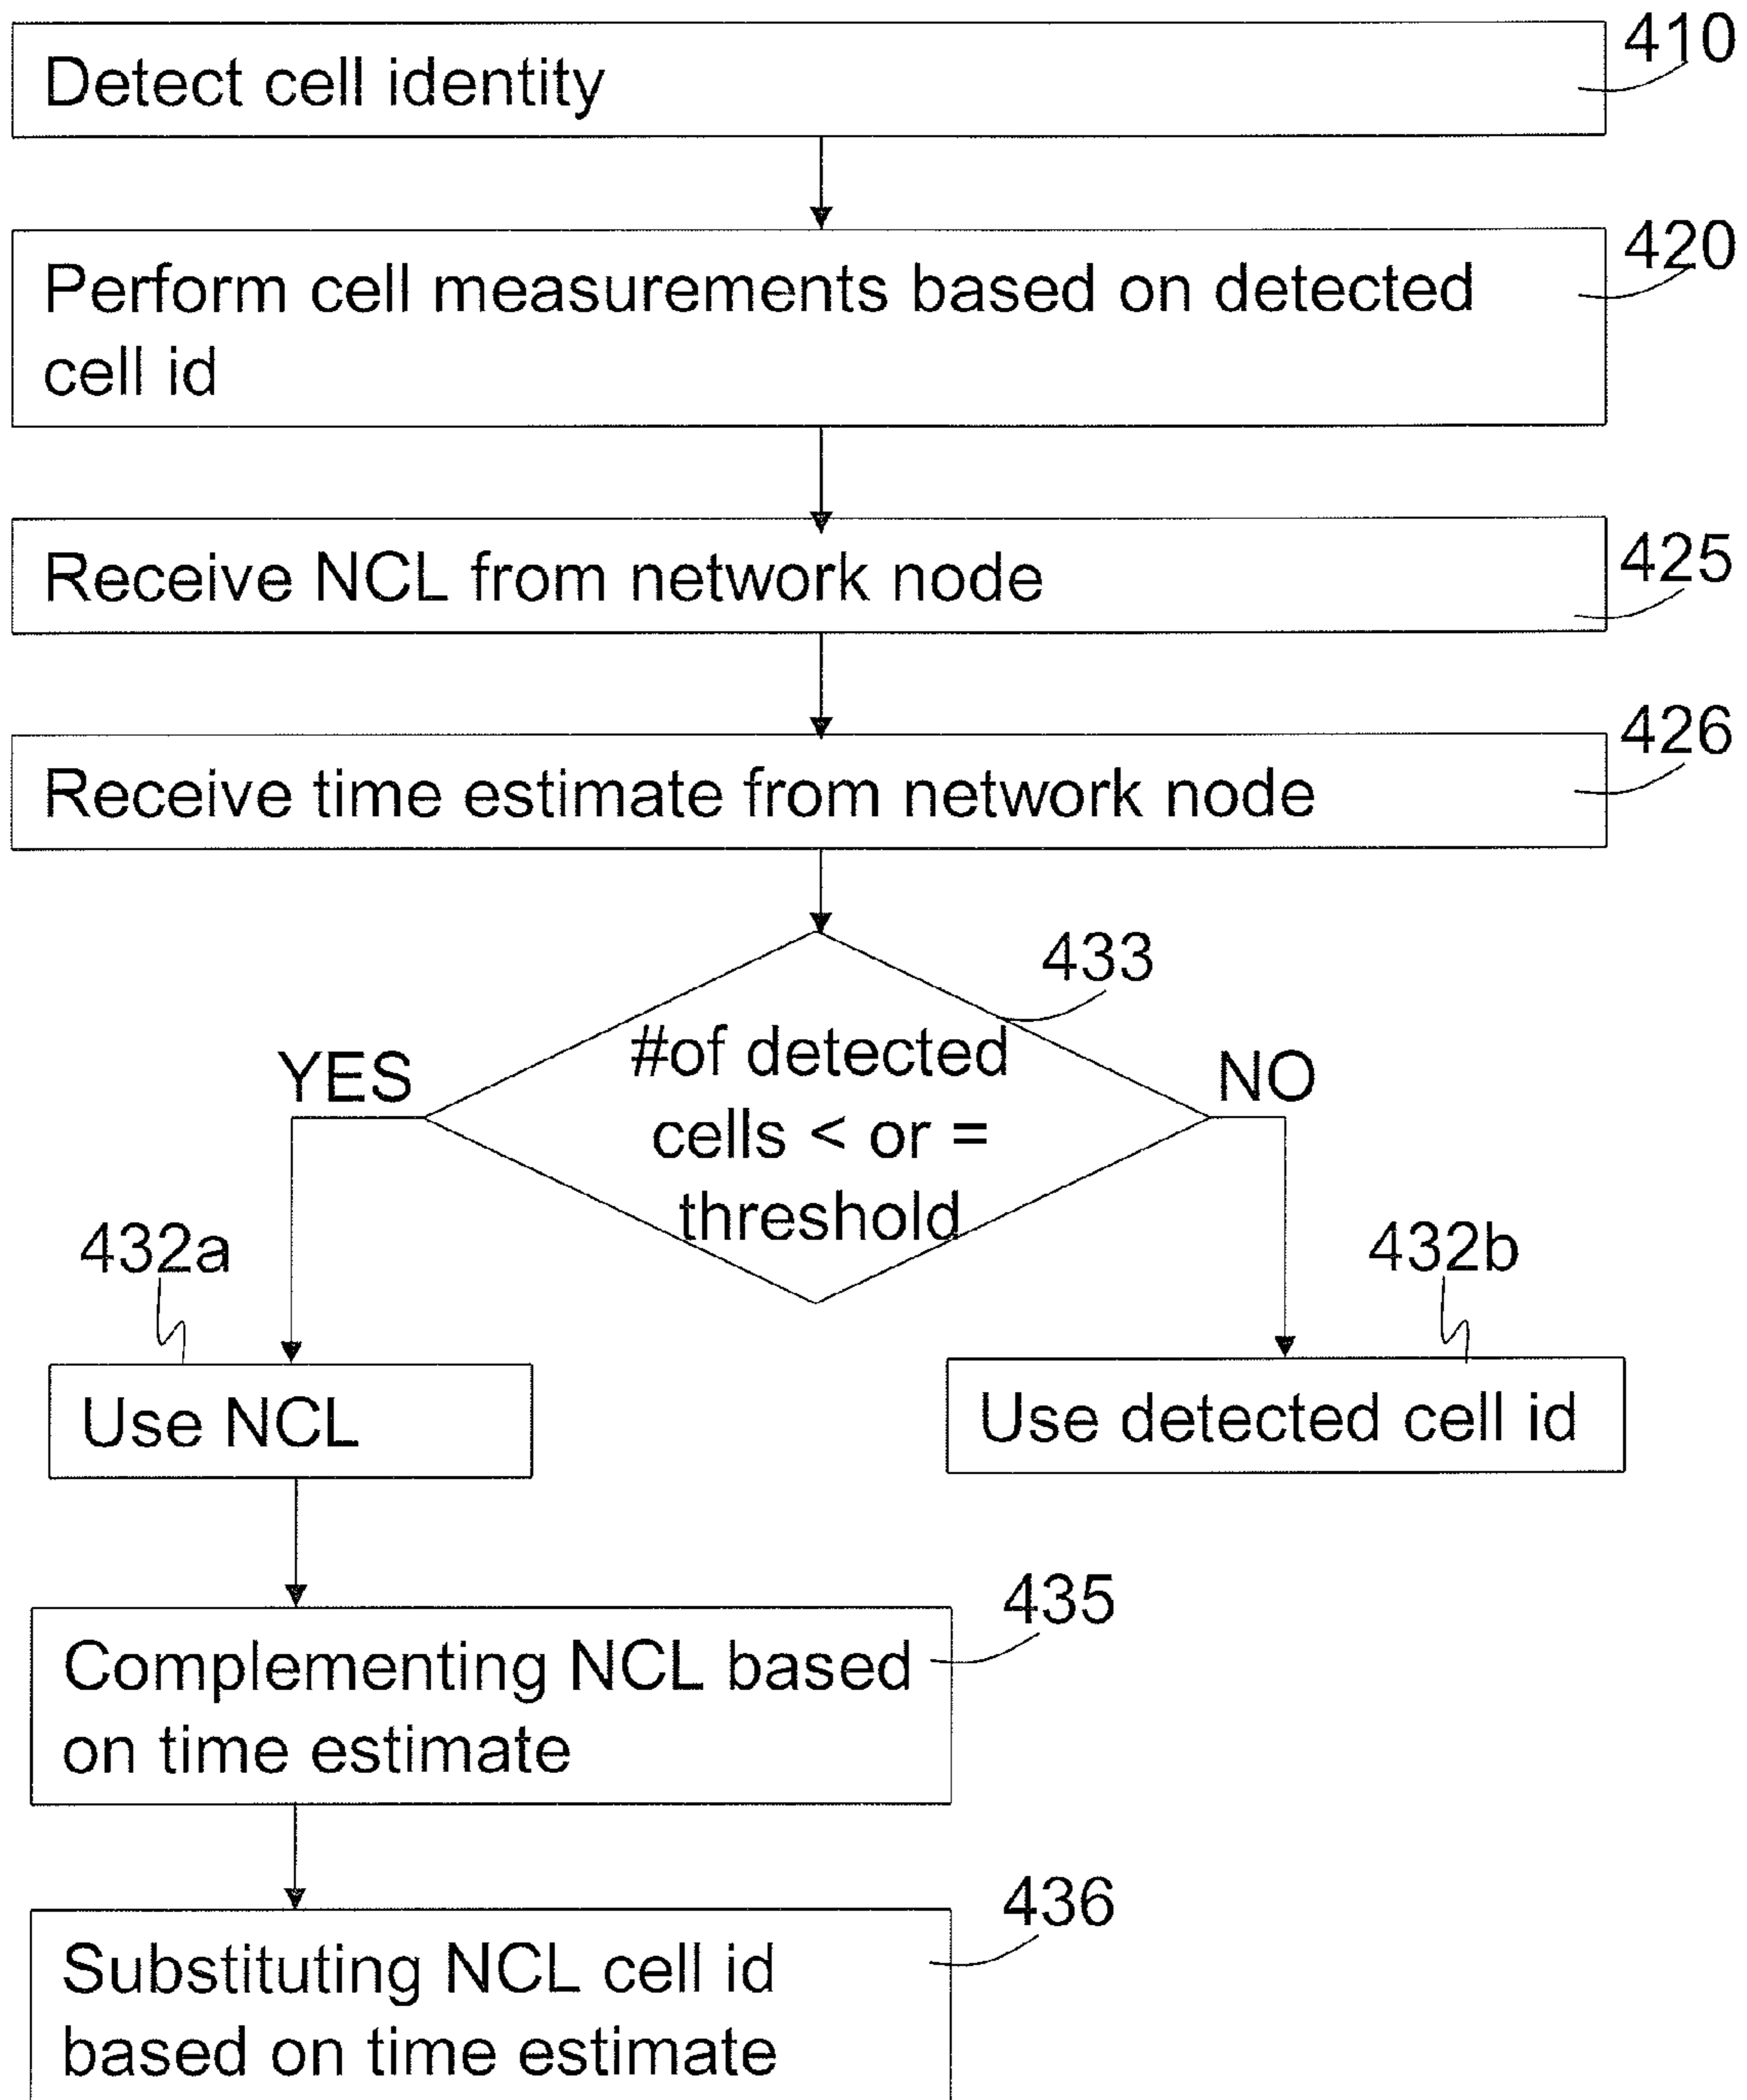 410
Detect cell identity
420
Perform cell measurements based on detected
cell id
425
Receive NCL from network node
426
Receive time estimate from network node
433
#of detected
cells < or =
threshold
YES
NO
432a
432b
Use NCL
Use detected cell id
435
Complementing NCL based
on time estimate
436
Substituting NCL cell id
based on time estimate